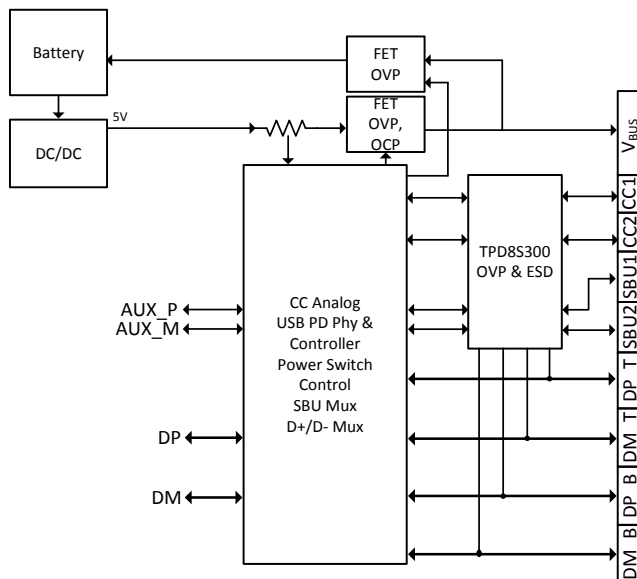 Battery
FET
OVP
5V
DC/DC
FET
OVP,
OCP
VBUS
CC1
CC2
SBU1
SBU2
DP T
DM T
DP B
DM B
TPD8S300
OVP & ESD
AUX_P
AUX_M
DP
DM
CC Analog
USB PD Phy &
Controller
Power Switch
Control
SBU Mux
D+/D- Mux